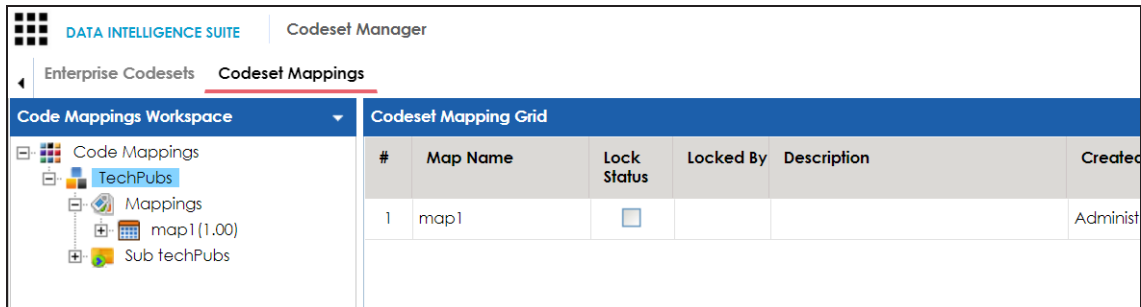 DATA INTELLIGENCE SUITE Codeset Manager
Enterprise Codesets Codeset Mappings
Code Mappings Workspace Codeset Mapping Grid
# Map Name Lock Status Locked By Description Created
Code Mappings
TechPubs
Mappings
map1(1.00)
Sub techPubs
1 map1 Administ